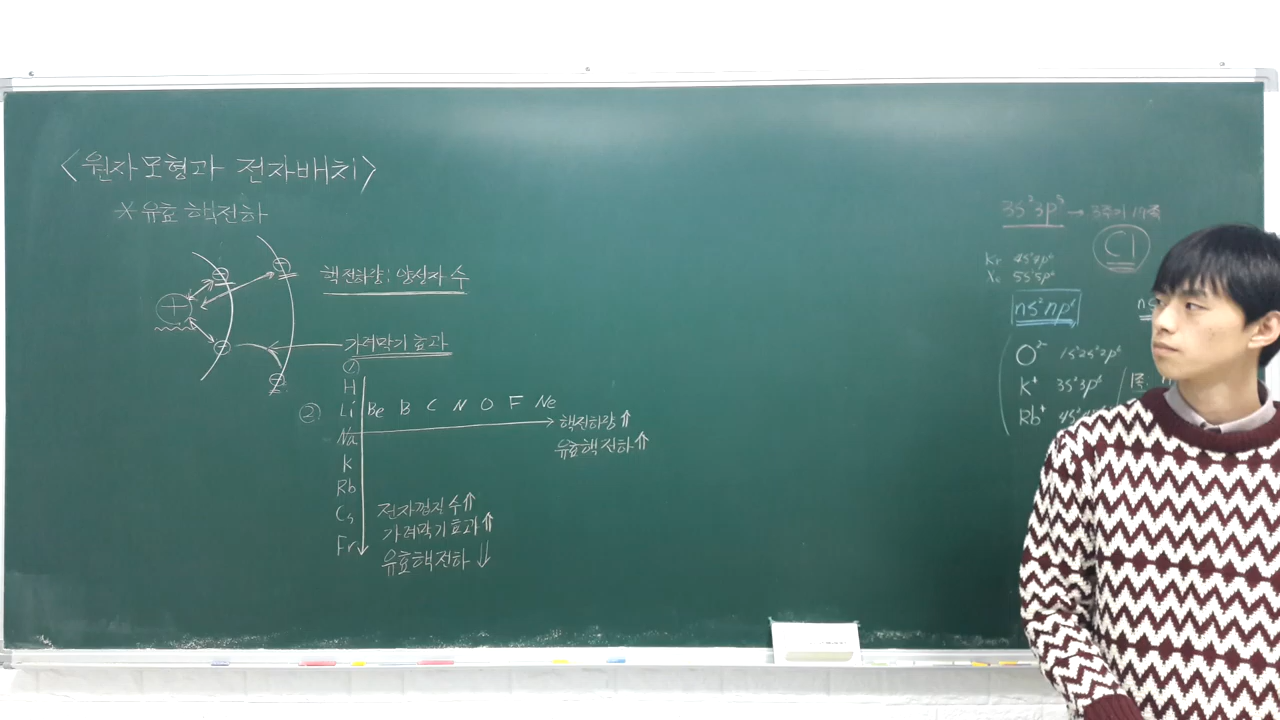 <원자모형과 전자배치>
* 유효 핵전하
핵전하량: 양성자 수
가려막기 효과
①
H
② Li Be B C N O F Ne
핵전하량 ⇑
유효핵전하 ⇑
Na
K
Rb
Cs
Fr
전자껍질 수 ⇑
가려막기 효과 ⇑
유효핵전하 ⇓
3s² 3p⁵ → 3주기 17족
Cl
Kr 4s²4p⁶
Xe 5s²5p⁶
ns² np⁶
O²⁻ 1s²2s²2p⁶
K⁺ 3s²3p⁶
Rb⁺